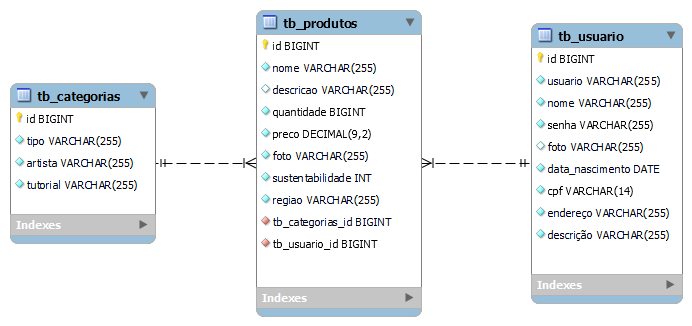 tb_categorias
id BIGINT
tipo VARCHAR(255)
artista VARCHAR(255)
tutorial VARCHAR(255)
Indexes
tb_produtos
id BIGINT
nome VARCHAR(255)
descricao VARCHAR(255)
quantidade BIGINT
preco DECIMAL(9,2)
foto VARCHAR(255)
sustentabilidade INT
regiao VARCHAR(255)
tb_categorias_id BIGINT
tb_usuario_id BIGINT
Indexes
tb_usuario
id BIGINT
usuario VARCHAR(255)
nome VARCHAR(255)
senha VARCHAR(255)
foto VARCHAR(255)
data_nascimento DATE
cpf VARCHAR(14)
endereço VARCHAR(255)
descrição VARCHAR(255)
Indexes